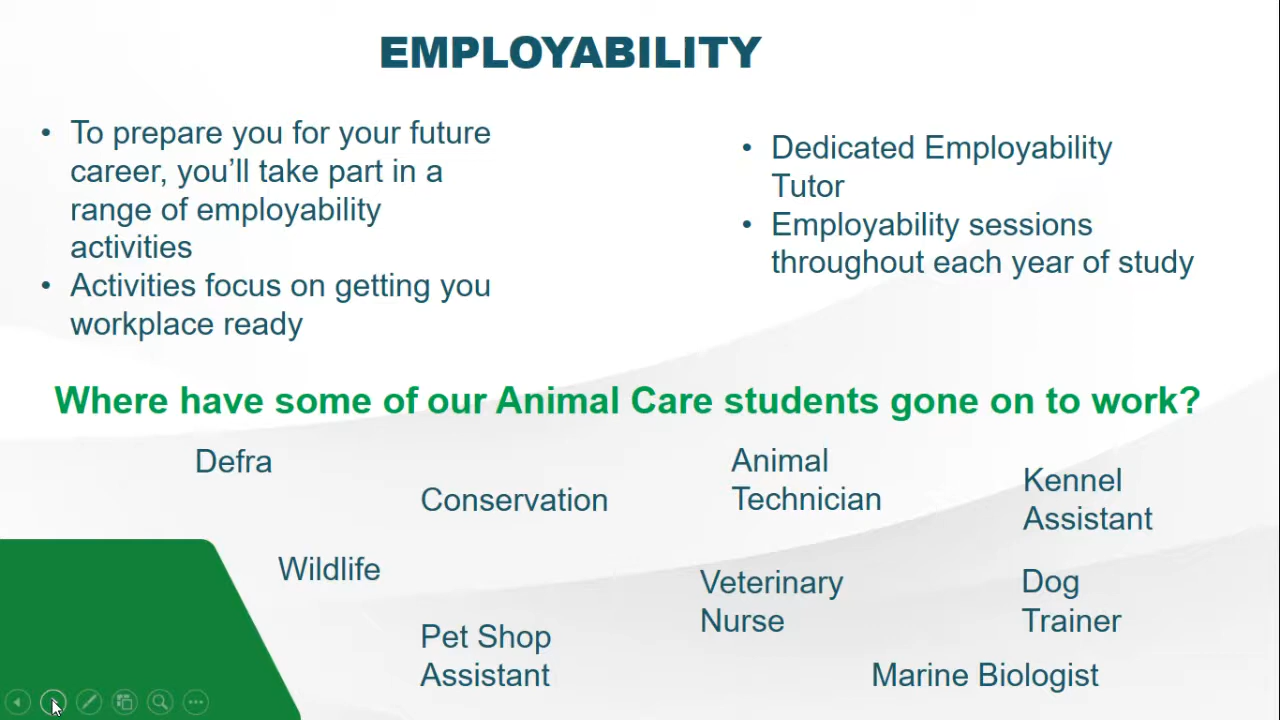 EMPLOYABILITY
• To prepare you for your future
career, you’ll take part in a
range of employability
activities
• Activities focus on getting you
workplace ready
• Dedicated Employability
Tutor
• Employability sessions
throughout each year of study
Where have some of our Animal Care students gone on to work?
Defra
Conservation
Animal
Technician
Kennel
Assistant
Wildlife
Veterinary
Nurse
Dog
Trainer
Pet Shop
Assistant
Marine Biologist